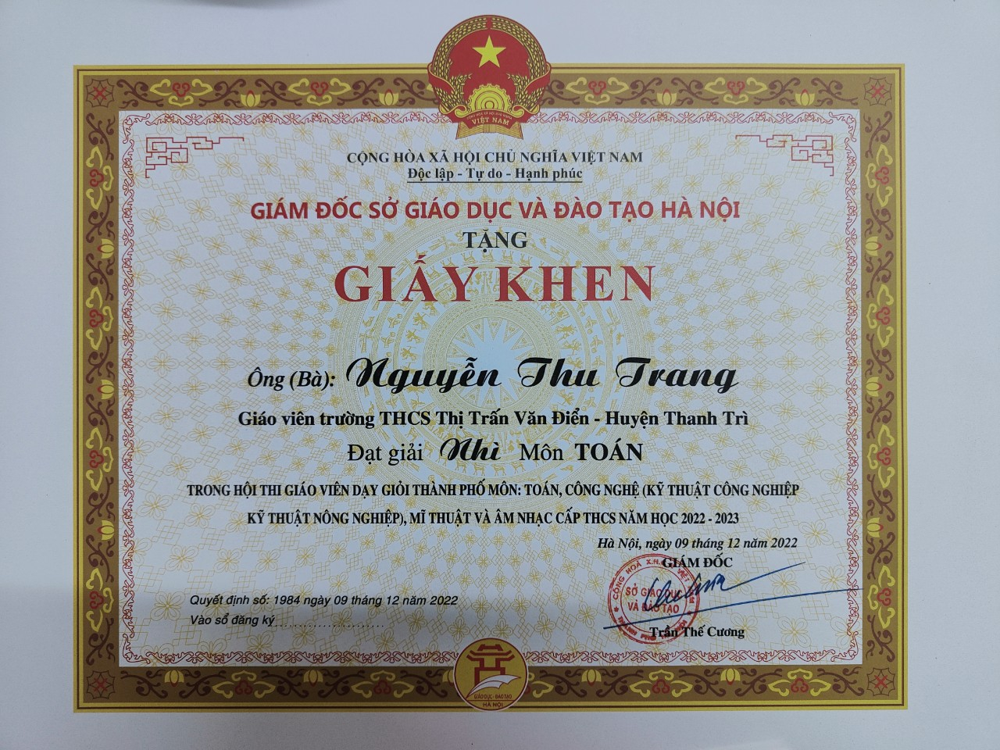 VIỆT NAM
CỘNG HÒA XÃ HỘI CHỦ NGHĨA VIỆT NAM
Độc lập - Tự do - Hạnh phúc
GIÁM ĐỐC SỞ GIÁO DỤC VÀ ĐÀO TẠO HÀ NỘI
TẶNG
GIẤY KHEN
Ông (Bà): Nguyễn Thu Trang
Giáo viên trường THCS Thị Trấn Văn Điển - Huyện Thanh Trì
Đạt giải Nhì Môn TOÁN
TRONG HỘI THI GIÁO VIÊN DẠY GIỎI THÀNH PHỐ MÔN: TOÁN, CÔNG NGHỆ (KỸ THUẬT CÔNG NGHIỆP
KỸ THUẬT NÔNG NGHIỆP), MĨ THUẬT VÀ ÂM NHẠC CẤP THCS NĂM HỌC 2022 - 2023
Hà Nội, ngày 09 tháng 12 năm 2022
GIÁM ĐỐC
SỞ GIÁO DỤC
VÀ ĐÀO TẠO
Trần Thế Cương
Quyết định số: 1984 ngày 09 tháng 12 năm 2022
Vào sổ đăng ký........................
GIÁO DỤC - ĐÀO TẠO
HÀ NỘI